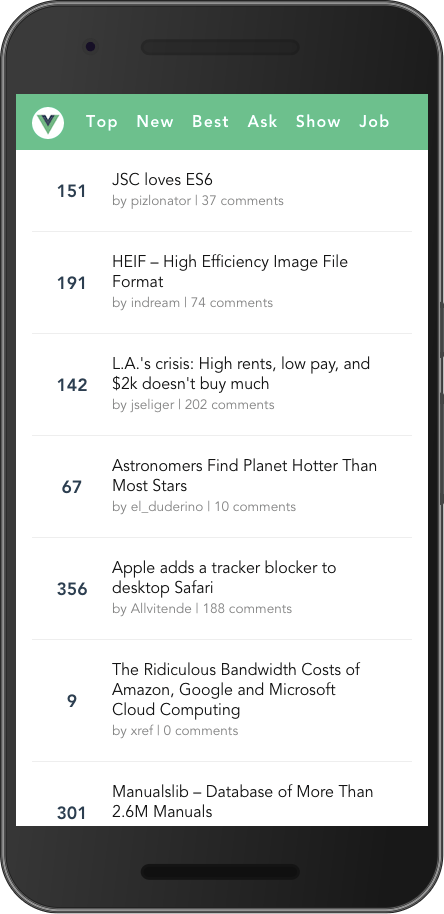 Top New Best Ask Show Job
151
JSC loves ES6
by pizlonator | 37 comments
191
HEIF – High Efficiency Image File
Format
by indream | 74 comments
142
L.A.'s crisis: High rents, low pay, and
$2k doesn't buy much
by jseliger | 202 comments
67
Astronomers Find Planet Hotter Than
Most Stars
by el_duderino | 10 comments
356
Apple adds a tracker blocker to
desktop Safari
by Allvitende | 188 comments
9
The Ridiculous Bandwidth Costs of
Amazon, Google and Microsoft
Cloud Computing
by xref | 0 comments
301
Manualslib – Database of More Than
2.6M Manuals